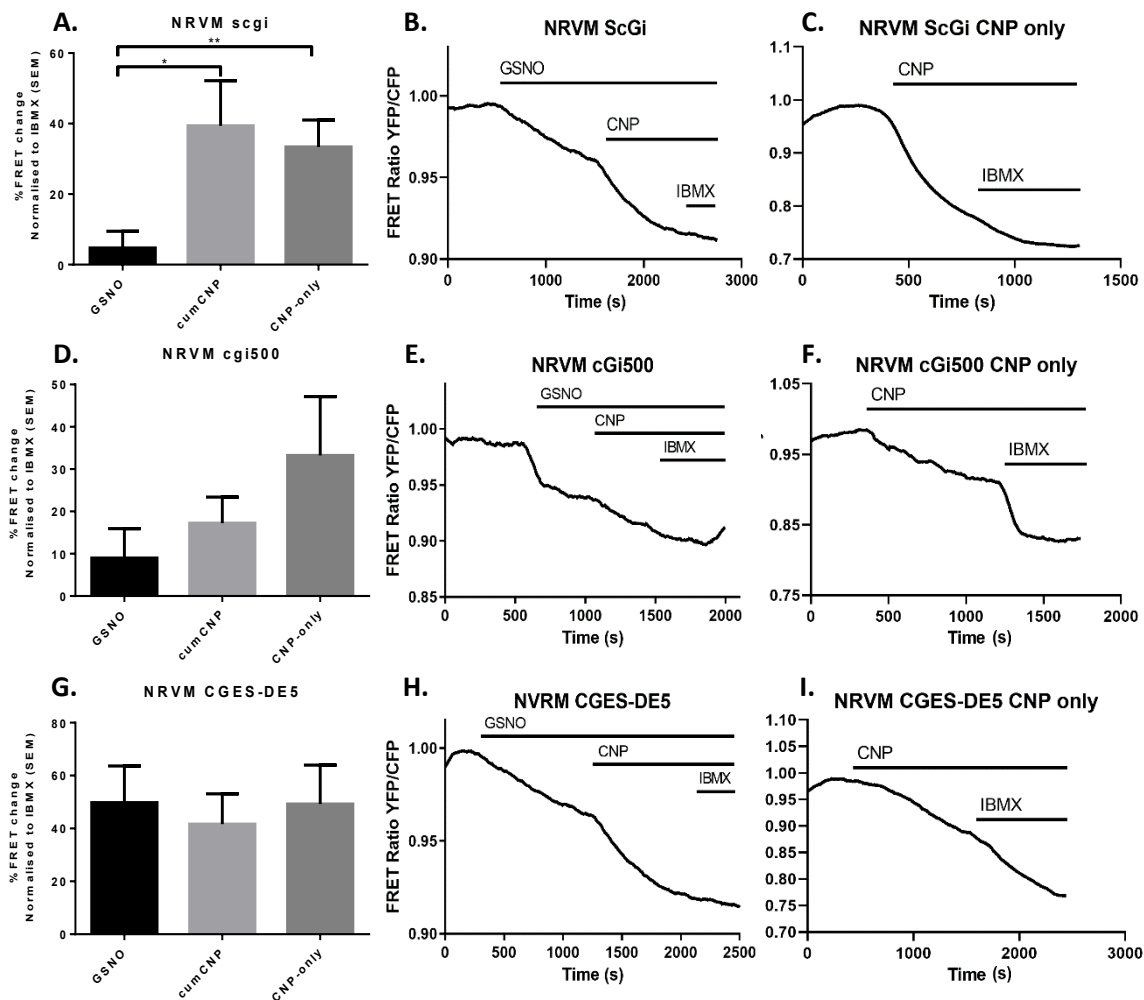 A.
NRVM scgi
%FRET change
Normalised to IBMX (SEM)
60
40
20
0
*
**
GSNO
cumCNP
CNP-only
B.
NRVM ScGi
FRET Ratio YFP/CFP
1.00
0.95
0.90
GSNO
CNP
IBMX
0 1000 2000 3000
Time (s)
C.
NRVM ScGi CNP only
1.1
1.0
0.9
0.8
0.7
CNP
IBMX
0 500 1000 1500
Time (s)
D.
NRVM cgi500
%FRET change
Normalised to IBMX (SEM)
50
40
30
20
10
0
GSNO
cumCNP
CNP-only
E.
NRVM cGi500
FRET Ratio YFP/CFP
1.00
0.95
0.90
0.85
GSNO
CNP
IBMX
0 500 1000 1500 2000
Time (s)
F.
NRVM cGi500 CNP only
1.05
0.95
0.85
0.75
CNP
IBMX
0 500 1000 1500 2000
Time (s)
G.
NRVM CGES-DE5
%FRET change
Normalised to IBMX (SEM)
80
60
40
20
0
GSNO
cumCNP
CNP-only
H.
NVRM CGES-DE5
FRET Ratio YFP/CFP
1.00
0.95
0.90
GSNO
CNP
IBMX
0 500 1000 1500 2000 2500
Time (s)
I.
NRVM CGES-DE5 CNP only
1.10
1.05
1.00
0.95
0.90
0.85
0.80
0.75
0.70
CNP
IBMX
0 1000 2000 3000
Time (s)